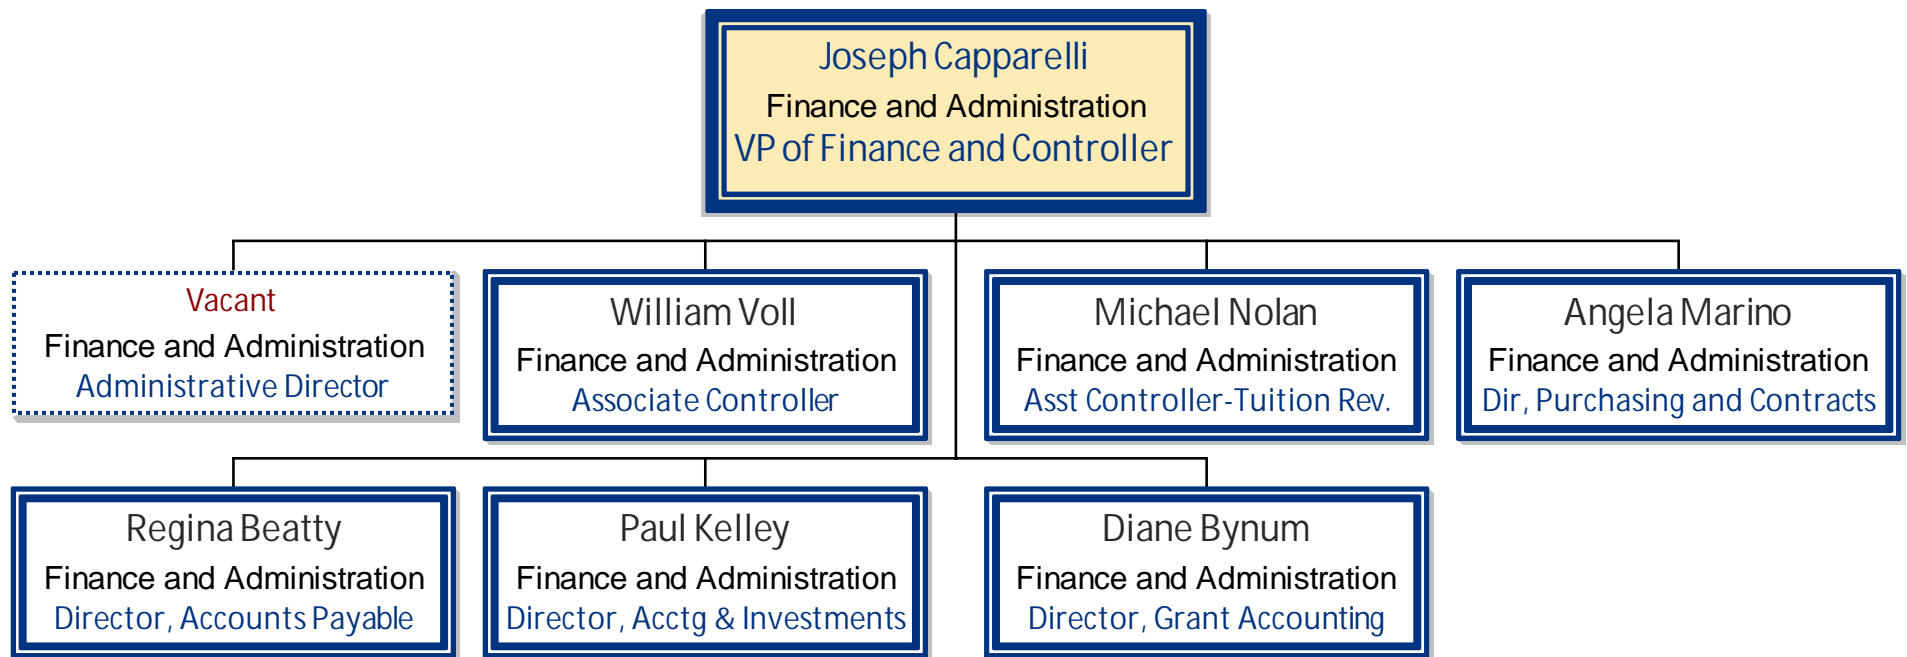 Joseph Capparelli
Finance and Administration
VP of Finance and Controller
Vacant
Finance and Administration
Administrative Director
William Voll
Finance and Administration
Associate Controller
Michael Nolan
Finance and Administration
Asst Controller-Tuition Rev.
Angela Marino
Finance and Administration
Dir, Purchasing and Contracts
Regina Beatty
Finance and Administration
Director, Accounts Payable
Paul Kelley
Finance and Administration
Director, Acctg & Investments
Diane Bynum
Finance and Administration
Director, Grant Accounting